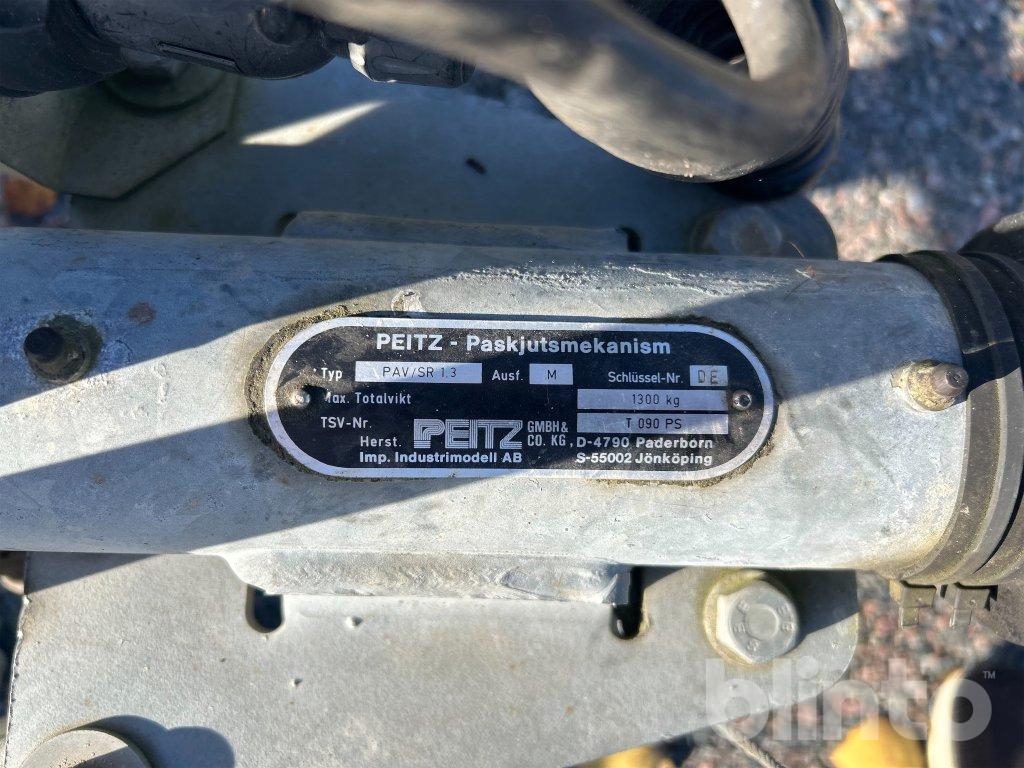 PEITZ - Paskjutsmekanism
Typ PAV/SR 1.3 Ausf. M Schlüssel-Nr. DE
Max. Totalvikt 1300 kg
TSV-Nr. T 090 PS
Herst. PEITZ GMBH & CO. KG, D-4790 Paderborn
Imp. Industrimodell AB S-55002 Jönköping
blinto™